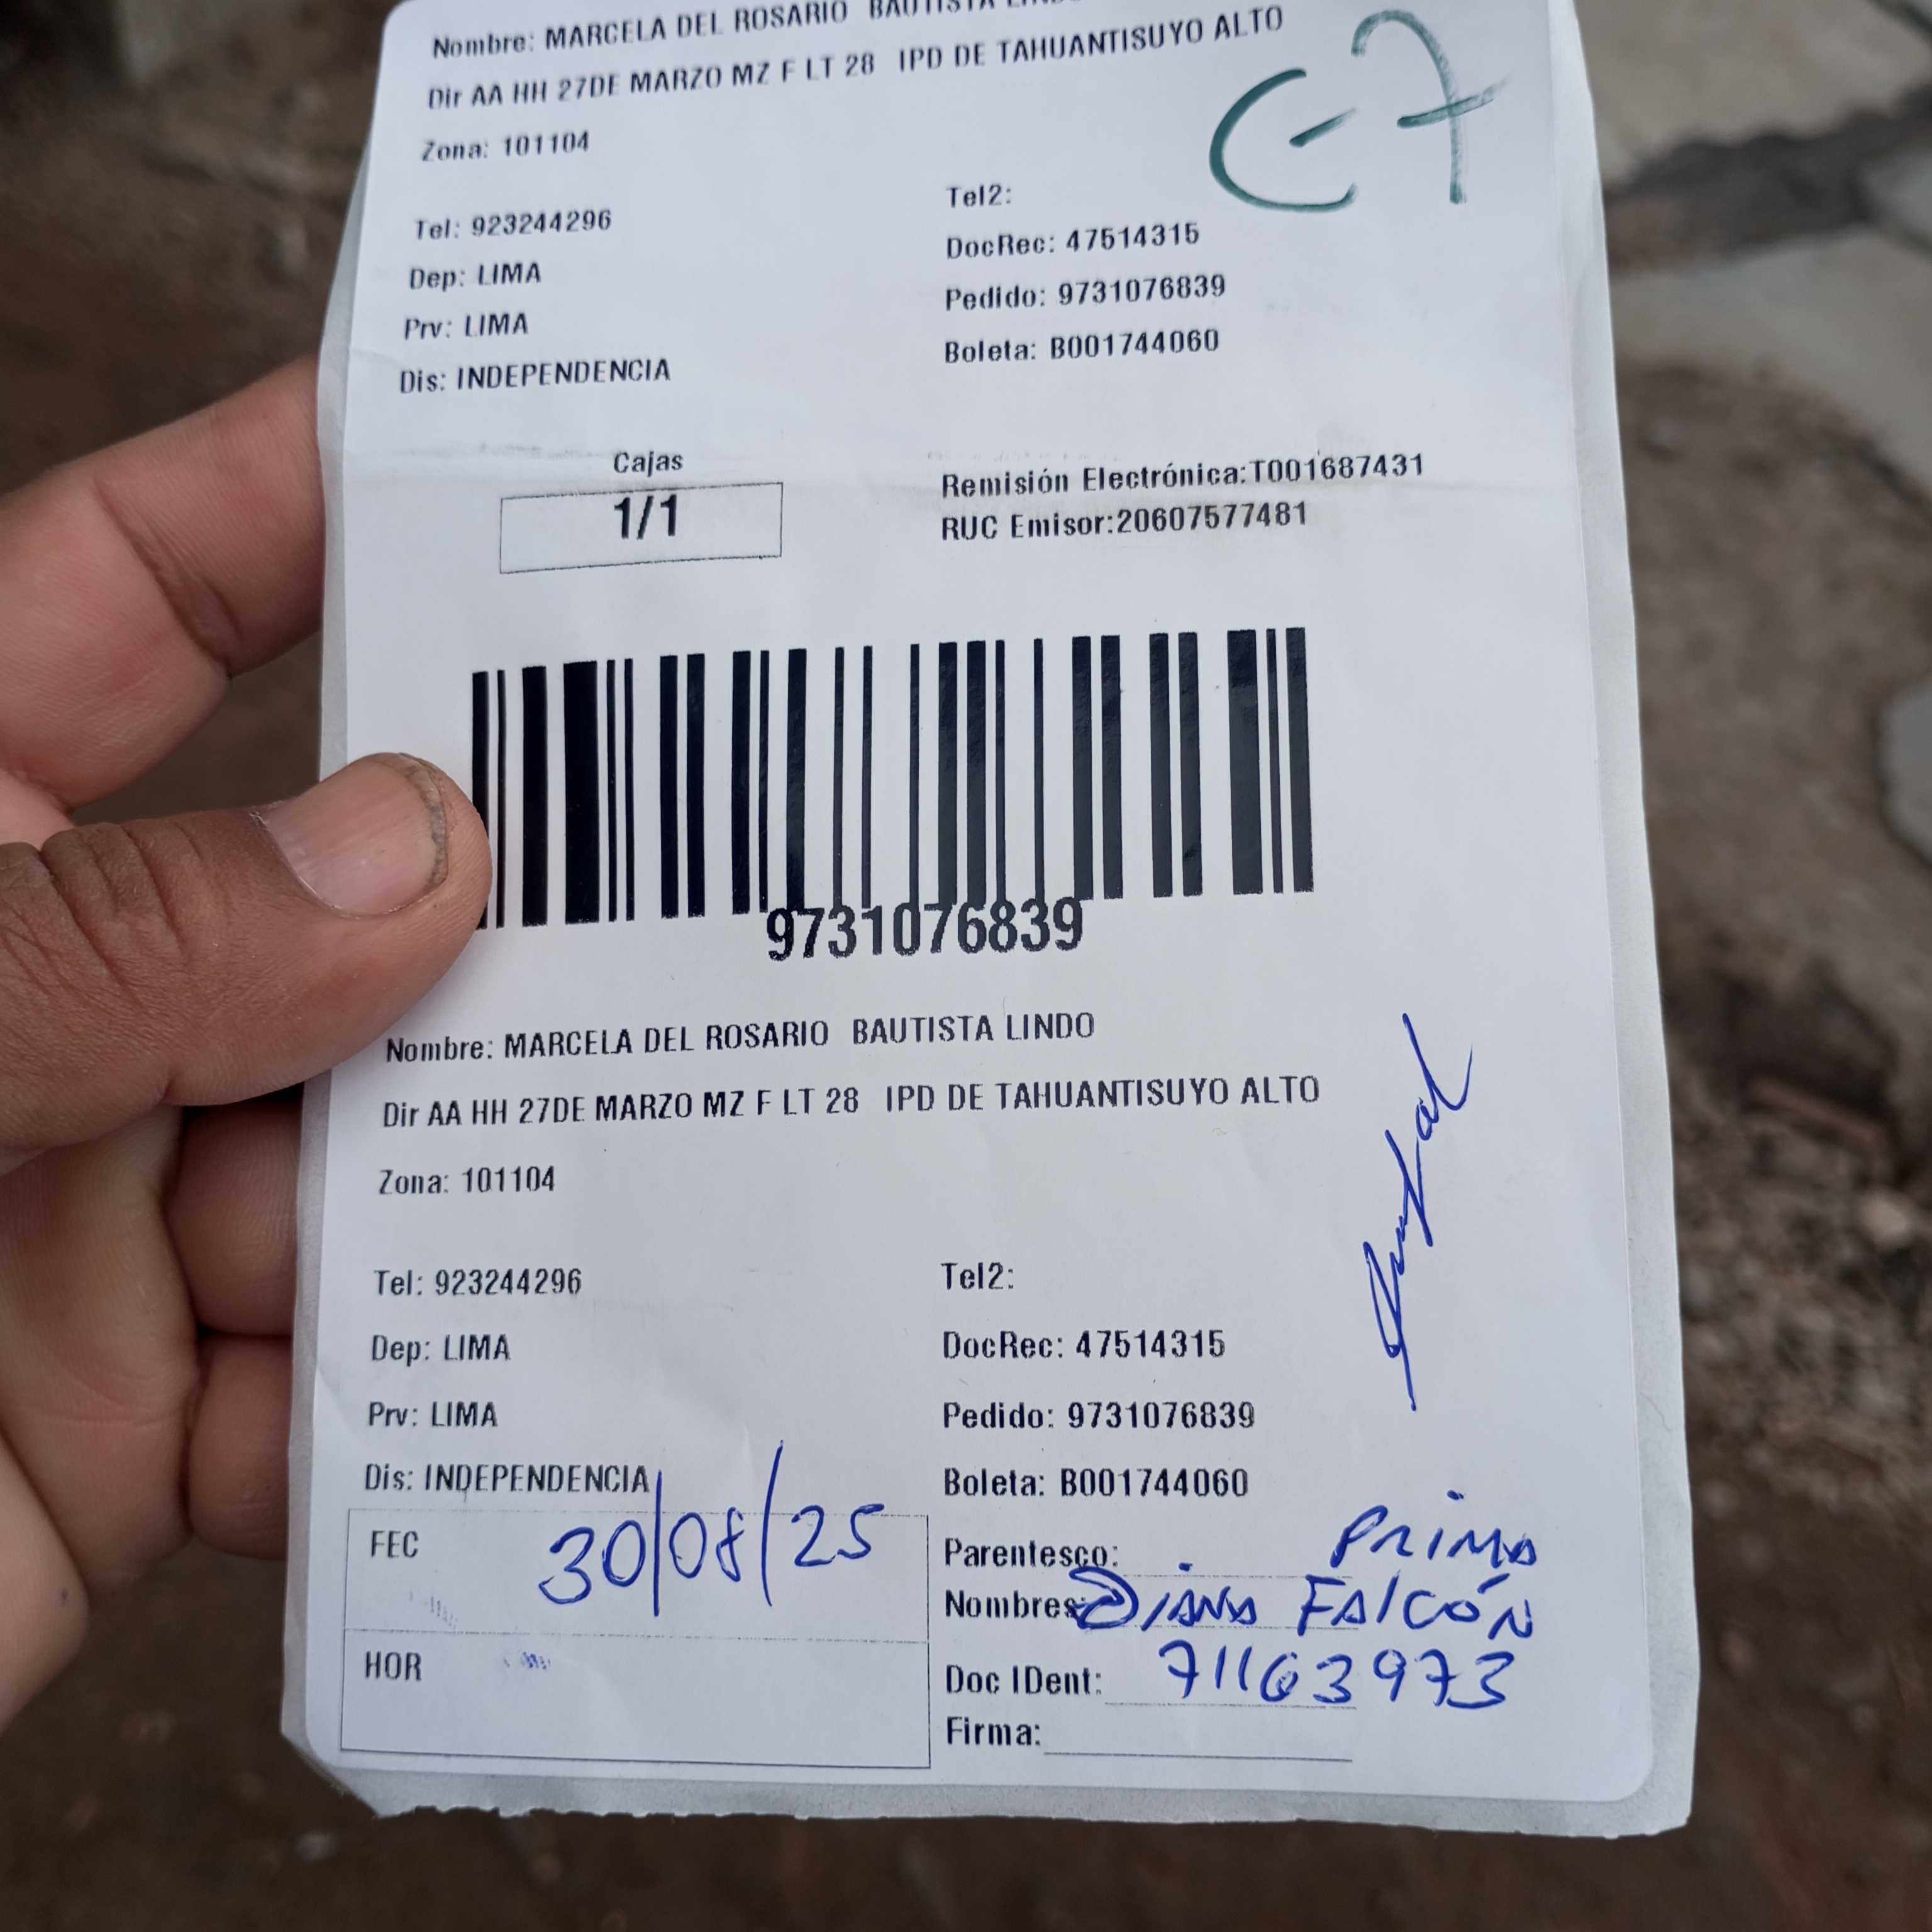 Nombre: MARCELA DEL ROSARIO BAUTISTA
Dir AA HH 27DE MARZO MZ F LT 28 IPD DE TAHUANTISUYO ALTO
C-7
Zona: 101104
Tel: 923244296
Tel2:
Dep: LIMA
DocRec: 47514315
Prv: LIMA
Pedido: 9731076839
Dis: INDEPENDENCIA
Boleta: B001744060
Cajas
1/1
Remisión Electrónica:T001687431
RUC Emisor:20607577481
9731076839
Nombre: MARCELA DEL ROSARIO BAUTISTA LINDO
Dir AA HH 27DE MARZO MZ F LT 28 IPD DE TAHUANTISUYO ALTO
Zona: 101104
Tel: 923244296
Tel2:
Dep: LIMA
DocRec: 47514315
Prv: LIMA
Pedido: 9731076839
Dis: INDEPENDENCIA
Boleta: B001744060
FEC 30/08/25
HOR
Parentesco: PRIMA
Nombres: DIANA FALCÓN
Doc IDent: 71163973
Firma: